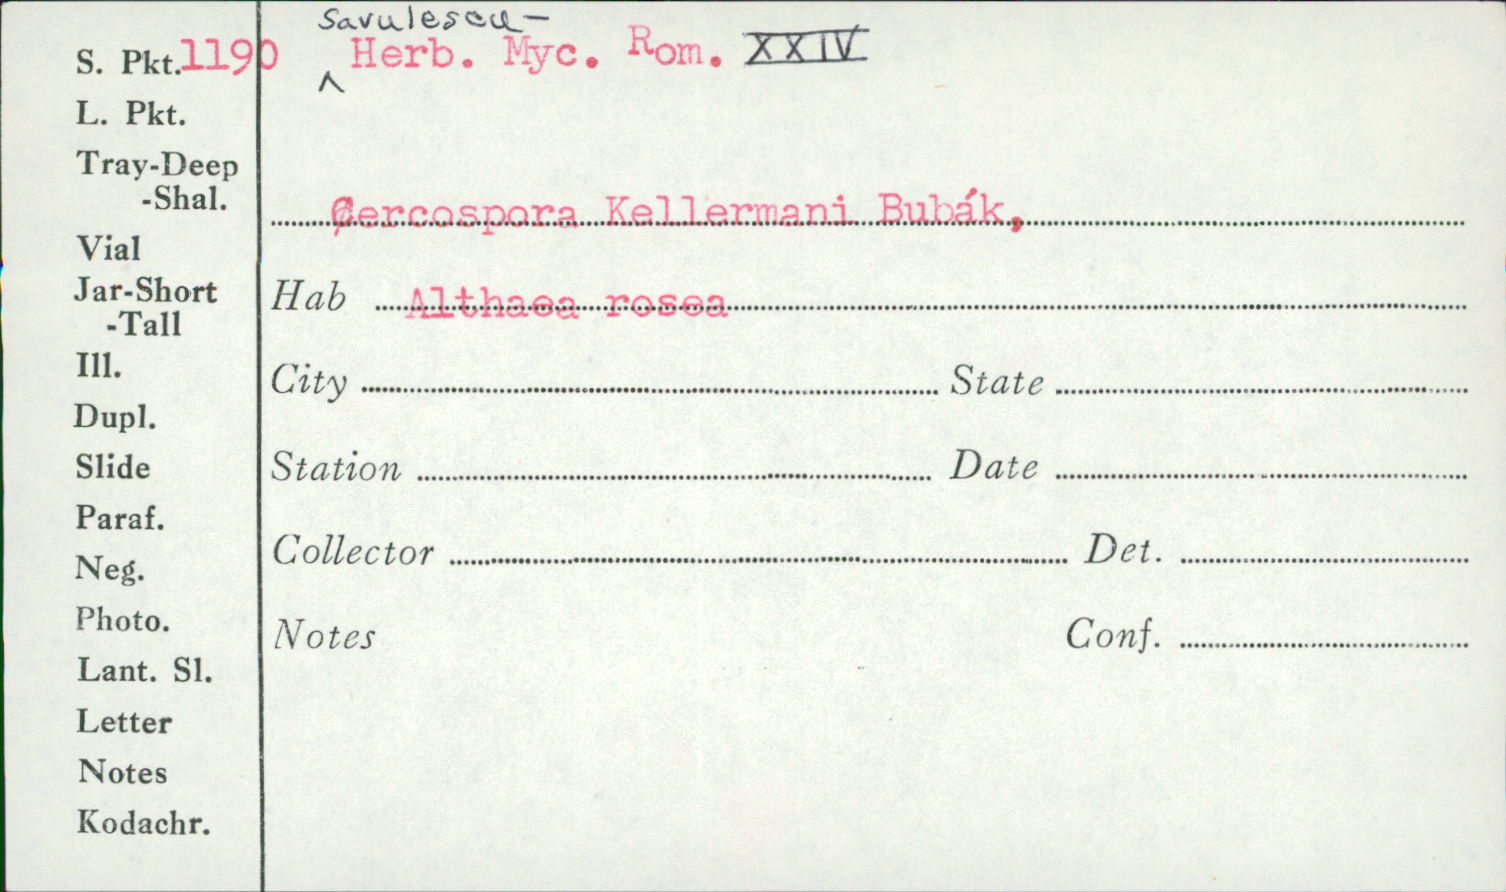 Savulescu-
S. Pkt. 1190 ^ Herb. Myc. Rom. XXIV
L. Pkt.
Tray-Deep
-Shal.
Cercospora Kellermani Bubák,
Vial
Jar-Short
Hab Althaea rosea
-Tall
Ill.
City State
Dupl.
Slide
Station Date
Paraf.
Collector Det.
Neg.
Photo.
Notes Conf.
Lant. Sl.
Letter
Notes
Kodachr.